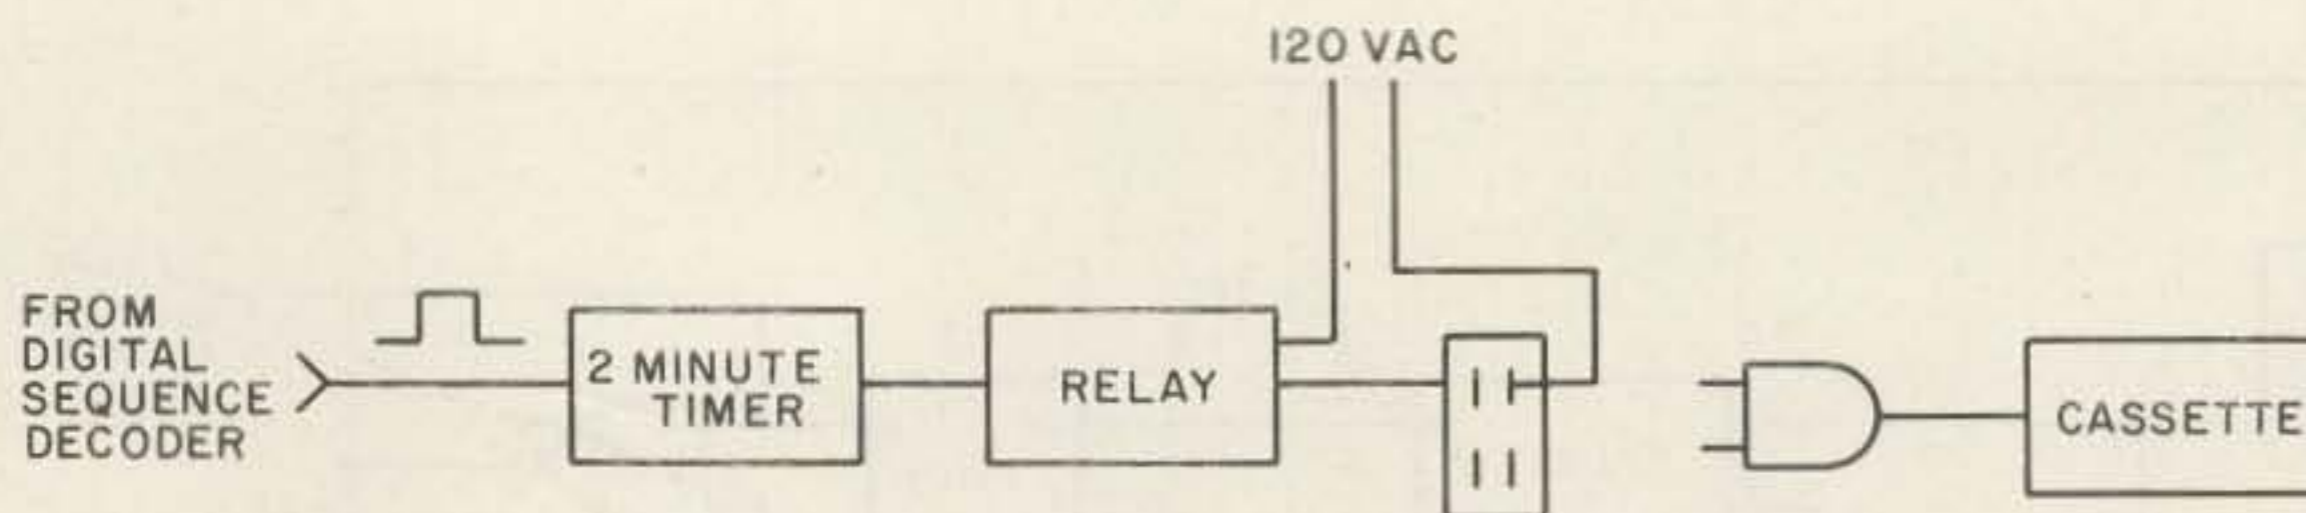 120 VAC
FROM
DIGITAL
SEQUENCE
DECODER
2 MINUTE
TIMER
RELAY
CASSETTE